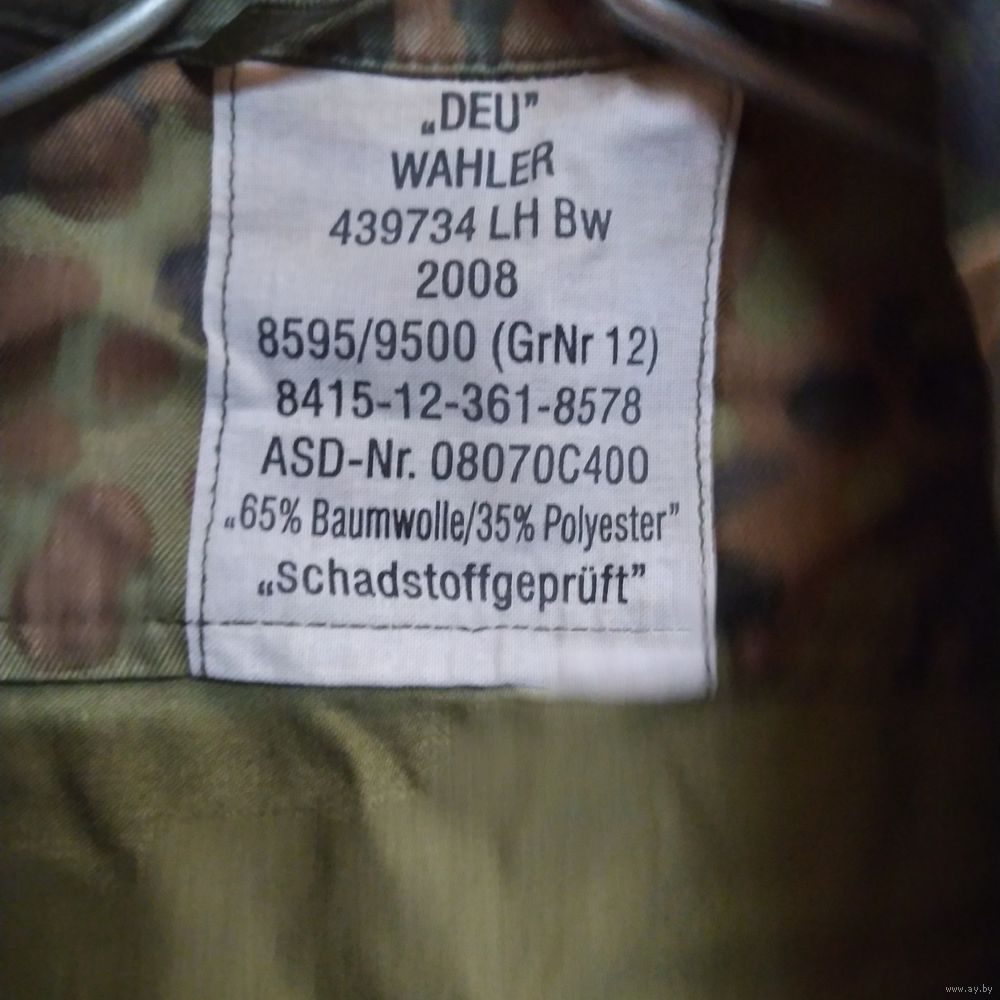 „DEU”
WAHLER
439734 LH Bw
2008
8595/9500 (GrNr 12)
8415-12-361-8578
ASD-Nr. 08070C400
„65% Baumwolle/35% Polyester”
„Schadstoffgeprüft”
www.ay.by